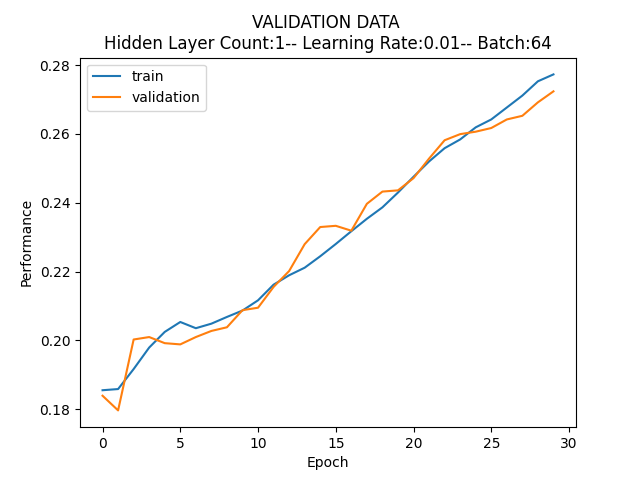 VALIDATION DATA
Hidden Layer Count:1-- Learning Rate:0.01-- Batch:64
train
validation
0.28
0.26
0.24
0.22
0.20
0.18
Performance
0
5
10
15
20
25
30
Epoch